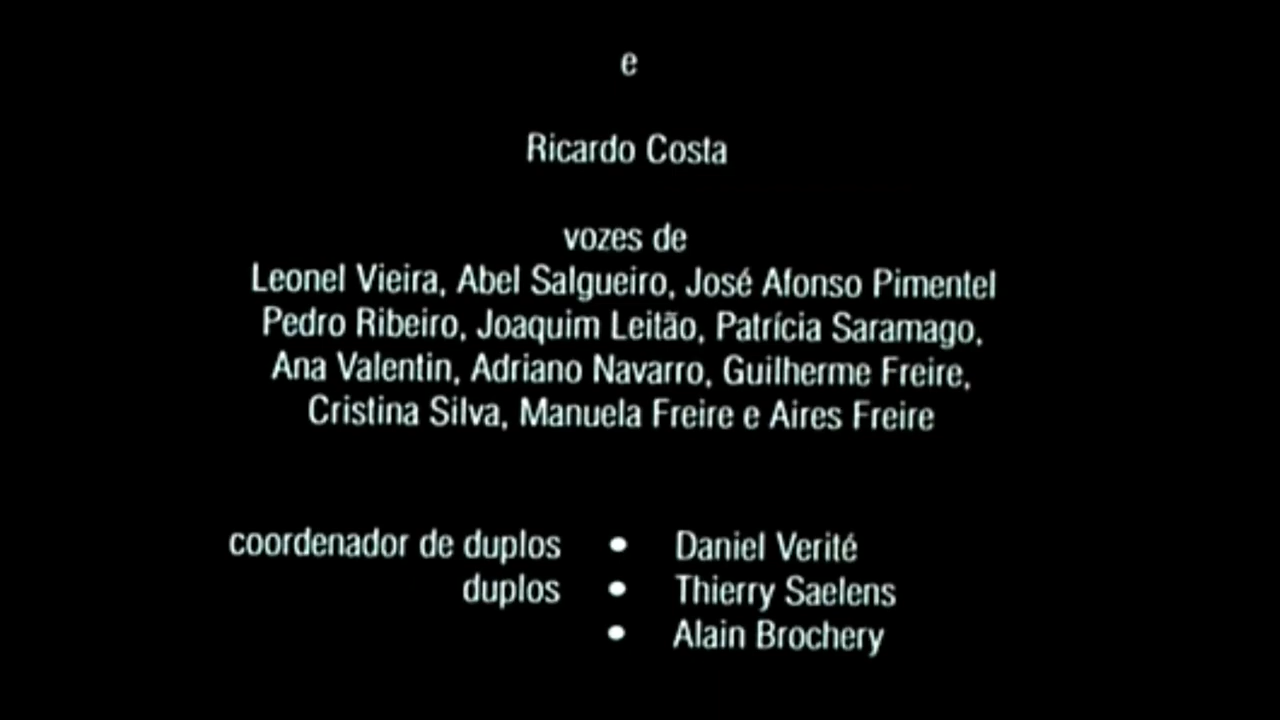 e
Ricardo Costa
vozes de
Leonel Vieira, Abel Salgueiro, José Afonso Pimentel
Pedro Ribeiro, Joaquim Leitão, Patrícia Saramago,
Ana Valentin, Adriano Navarro, Guilherme Freire,
Cristina Silva, Manuela Freire e Aires Freire
coordenador de duplos • Daniel Verité
duplos • Thierry Saelens
• Alain Brochery